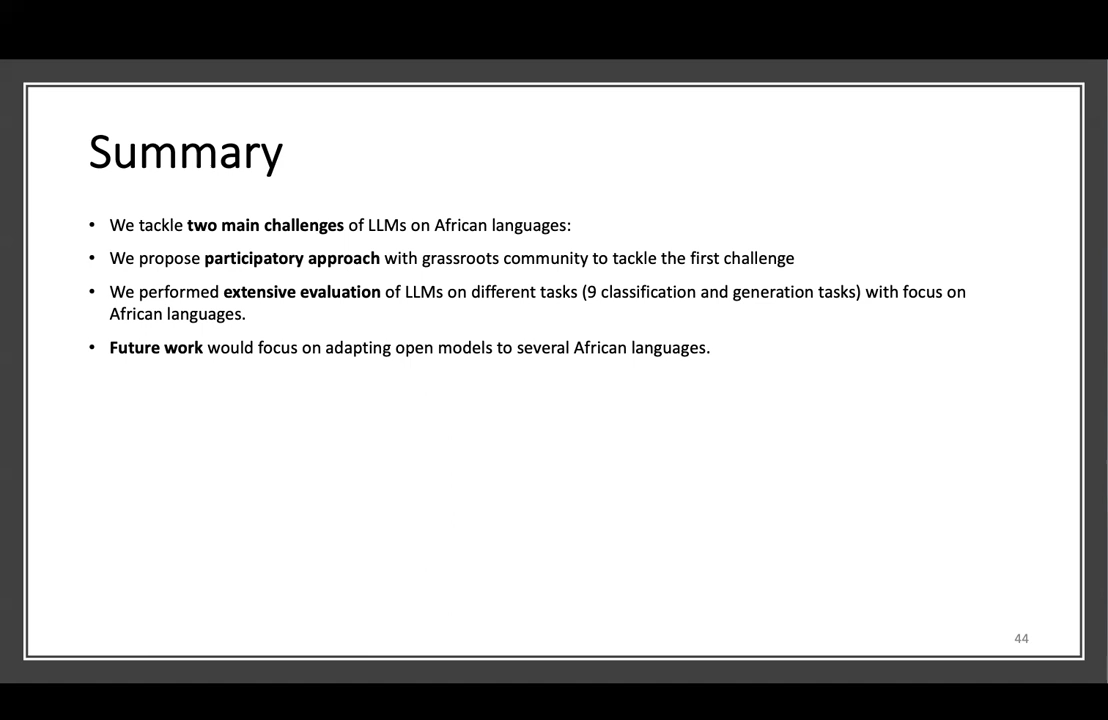 Summary
• We tackle two main challenges of LLMs on African languages:
• We propose participatory approach with grassroots community to tackle the first challenge
• We performed extensive evaluation of LLMs on different tasks (9 classification and generation tasks) with focus on
African languages.
• Future work would focus on adapting open models to several African languages.
44